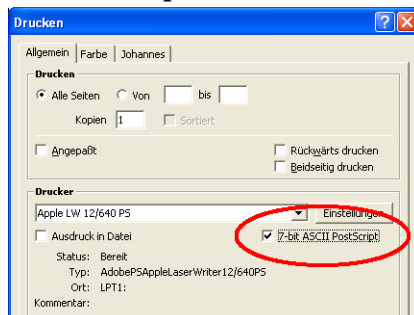 Drucken
Allgemein Farbe Johannes
Drucken
Alle Seiten Von bis
Kopien 1 Sortiert
Angepaßt Rückwärts drucken
Beidseitig drucken
Drucker
Apple LW 12/640 PS Einstellungen
Ausdruck in Datei 7-bit ASCII PostScript
Status: Bereit
Typ: AdobePSAppleLaserWriter12/640PS
Ort: LPT1:
Kommentar: